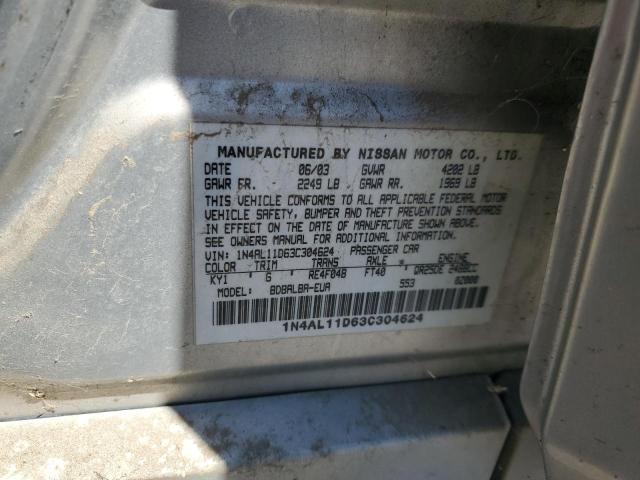 MANUFACTURED BY NISSAN MOTOR CO., LTD.
DATE 06/03 GVWR 4202 LB
GAWR FR. 2249 LB GAWR RR. 1969 LB
THIS VEHICLE CONFORMS TO ALL APPLICABLE FEDERAL MOTOR
VEHICLE SAFETY, BUMPER AND THEFT PREVENTION STANDARDS
IN EFFECT ON THE DATE OF MANUFACTURE SHOWN ABOVE.
SEE OWNERS MANUAL FOR ADDITIONAL INFORMATION.
VIN: 1N4AL11D63C304624 PASSENGER CAR
COLOR TRIM TRANS AXLE ENGINE
KY1 G RE4F04B FT40 QR25DE 2488CC
MODEL: BDBALBA-EUA 553 02000
1N4AL11D63C304624